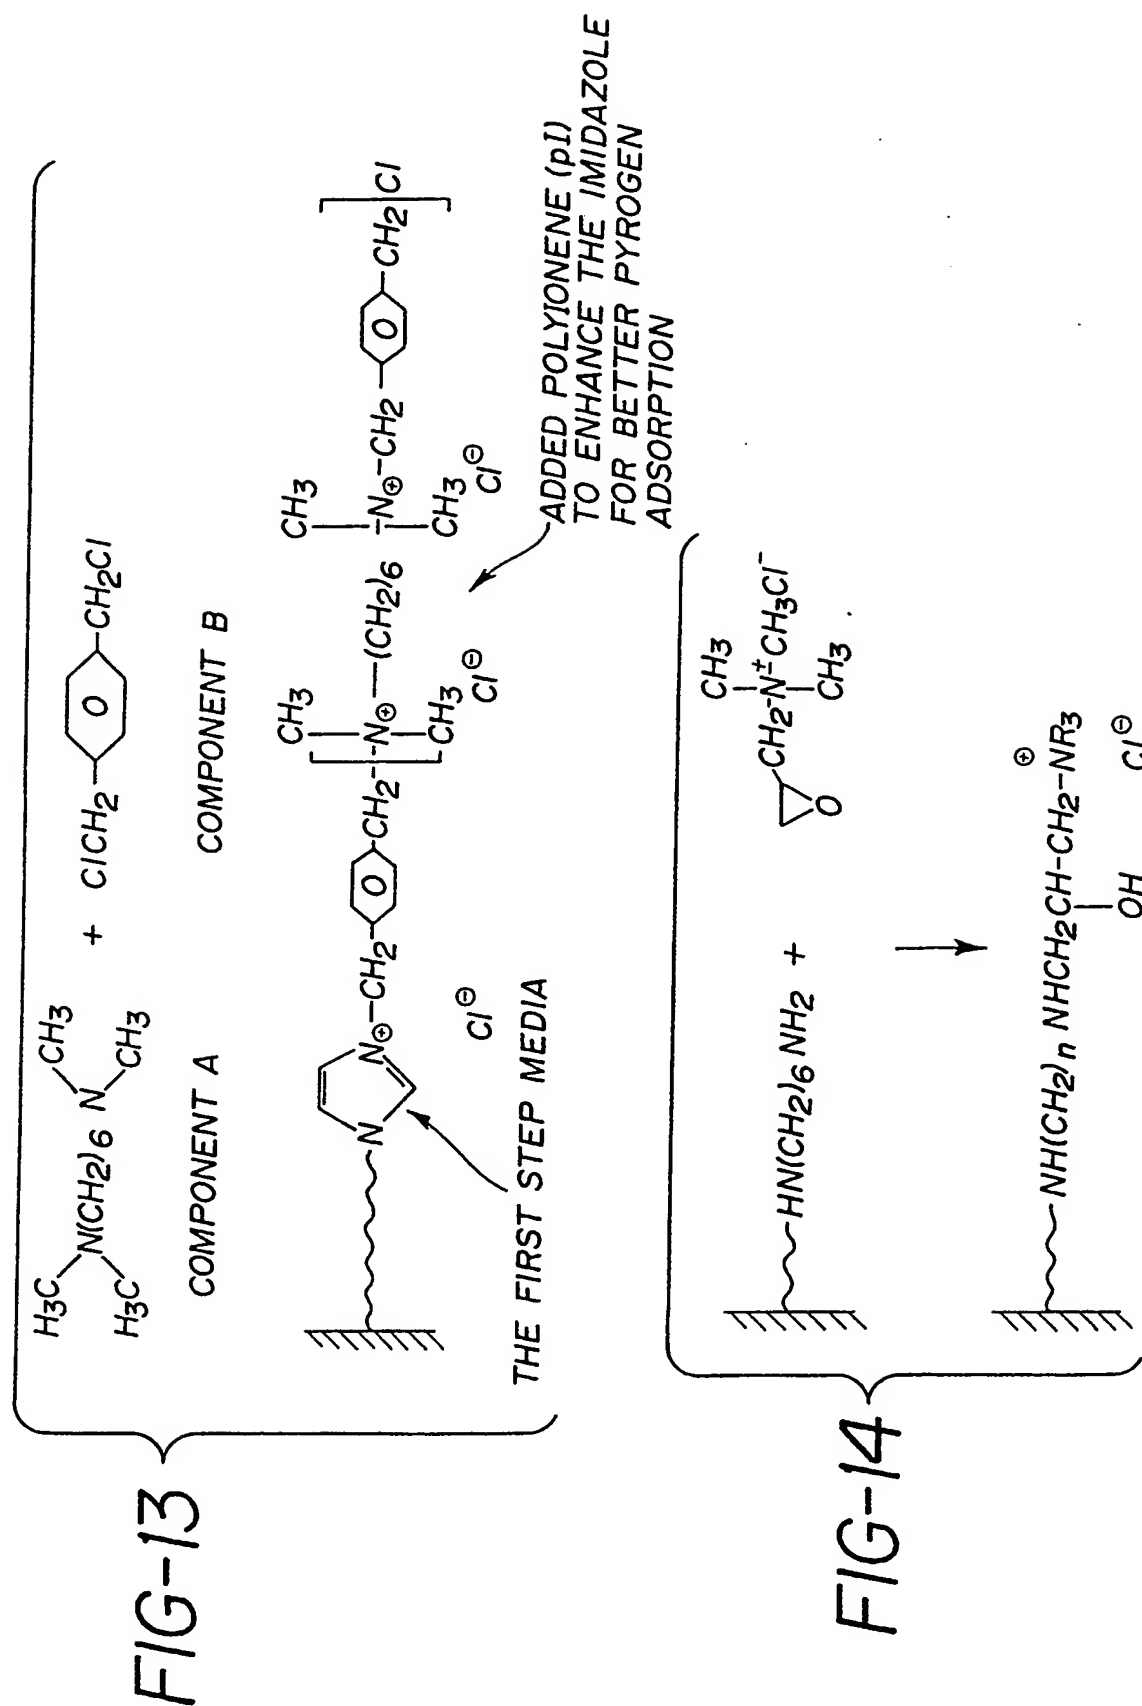 FIG-13
H3C
CH3
N(CH2)6 N
H3C
CH3
+ ClCH2 O CH2Cl
COMPONENT A
COMPONENT B
CH3 CH3
N N⊕-CH2 O CH2 -N⊕ (CH2)6 -N⊕-CH2 O CH2 Cl
CH3 CH3
Cl⊖ Cl⊖ Cl⊖
THE FIRST STEP MEDIA
ADDED POLYIONENE (pI)
TO ENHANCE THE IMIDAZOLE
FOR BETTER PYROGEN
ADSORPTION
FIG-14
CH3
HN(CH2)6 NH2 + O CH2-N±CH3Cl-
CH3
⊕
NH(CH2)n NHCH2CH-CH2-NR3
OH Cl⊖